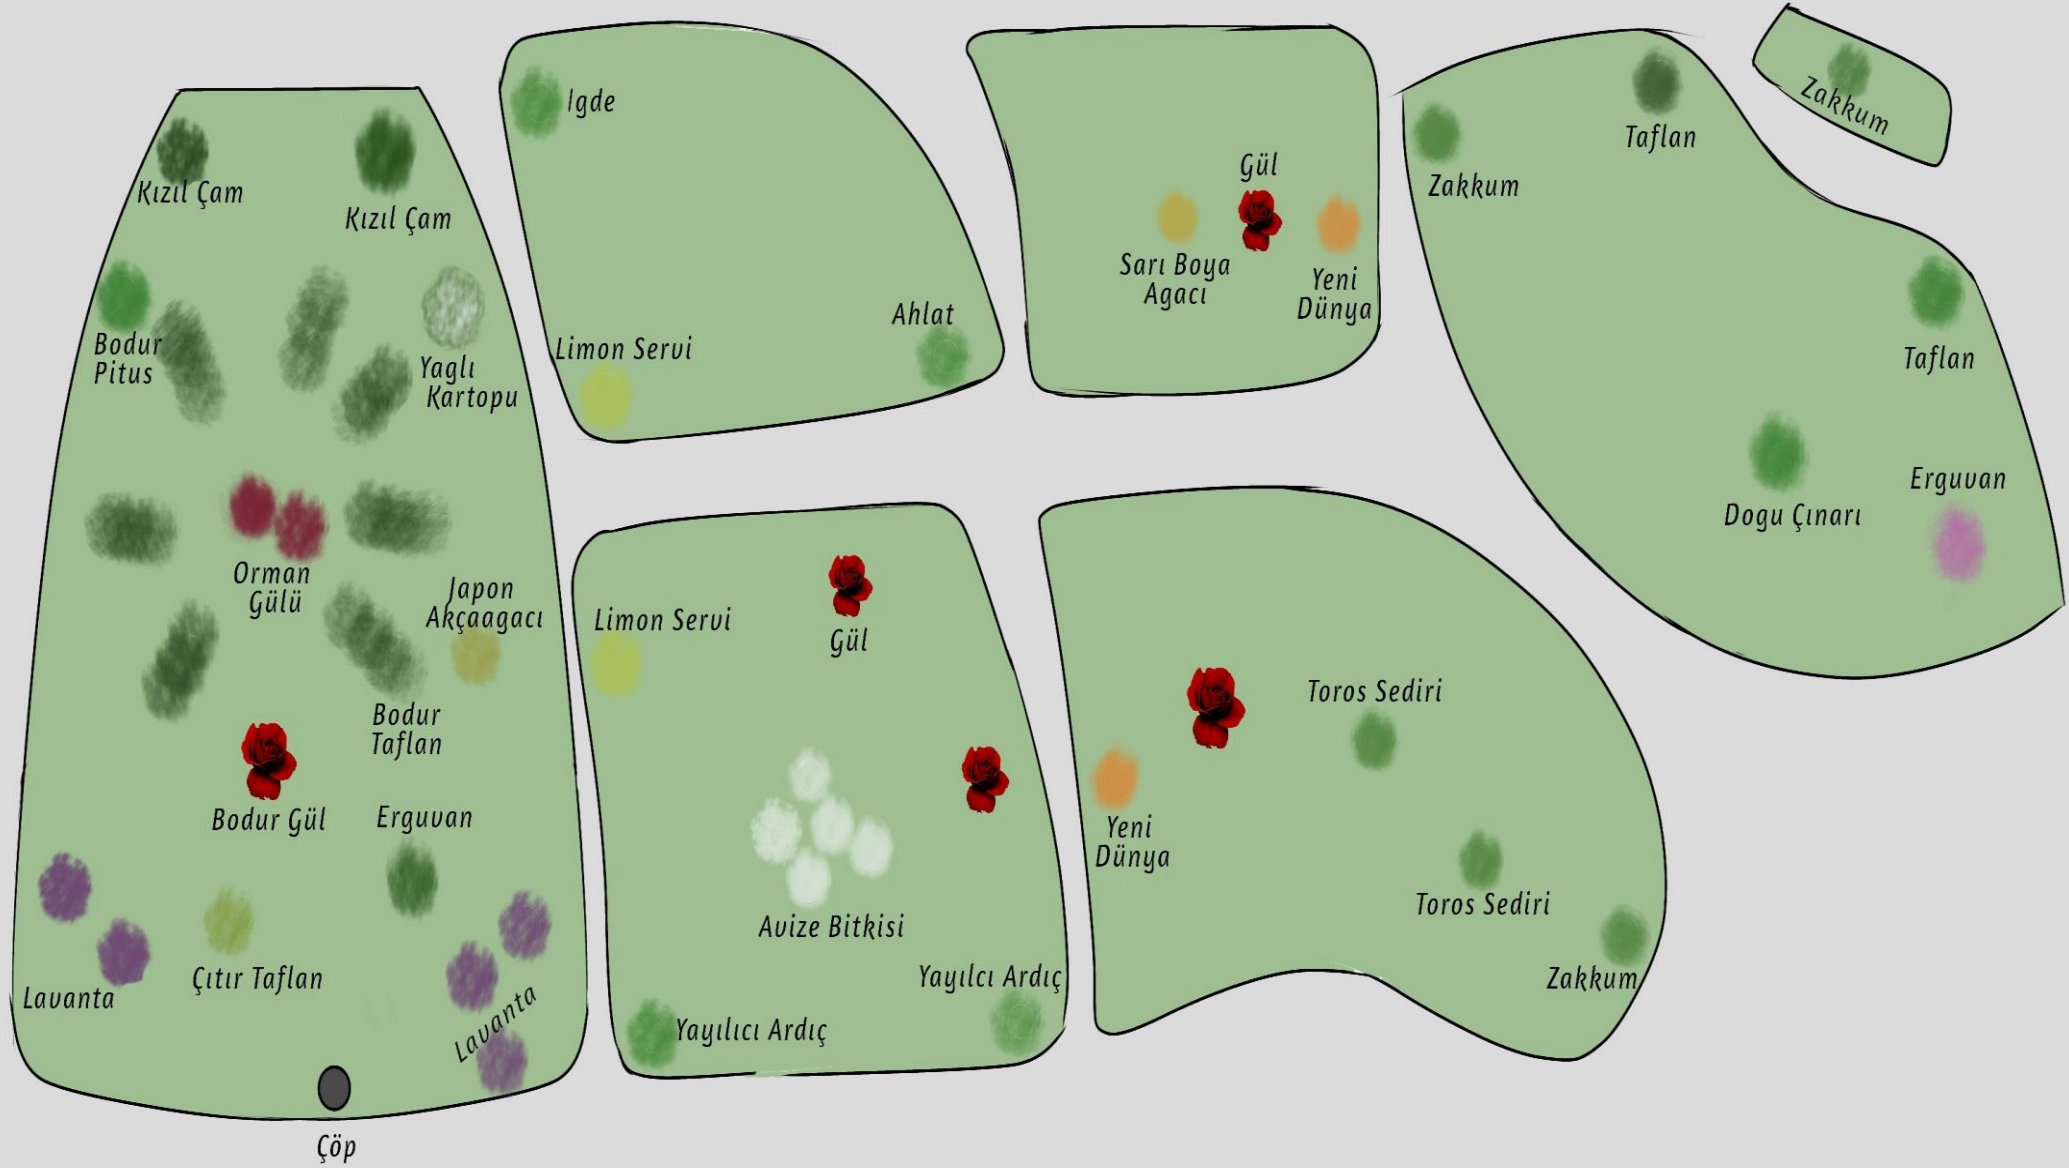 Kızıl Çam
Kızıl Çam
Bodur
Pitus
Yaglı
Kartopu
Orman
Gülü
Japon
Akçaagacı
Bodur
Taflan
Bodur Gül
Erguvan
Lavanta
Çıtır Taflan
Lavanta
Çöp
Igde
Ahlat
Limon Servi
Gül
Sarı Boya
Agacı
Yeni
Dünya
Zakkum
Taflan
Zakkum
Taflan
Dogu Çınarı
Erguvan
Limon Servi
Gül
Avize Bitkisi
Yayılcı Ardıç
Yayılıcı Ardıç
Toros Sediri
Yeni
Dünya
Toros Sediri
Zakkum